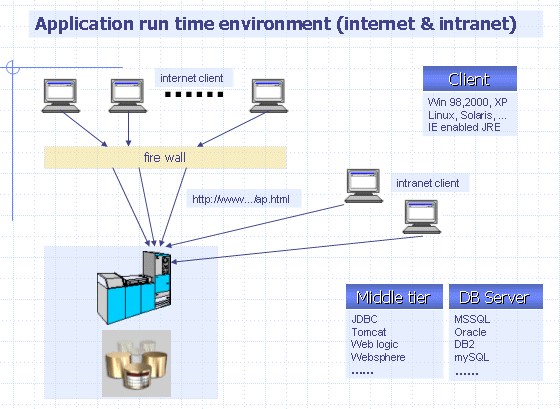 Application run time environment (internet & intranet)
internet client
Client
Win 98,2000, XP
Linux, Solaris, ...
IE enabled JRE
fire wall
http://www.../ap.html
intranet client
Middle tier
JDBC
Tomcat
Web logic
Websphere
......
DB Server
MSSQL
Oracle
DB2
mySQL
......